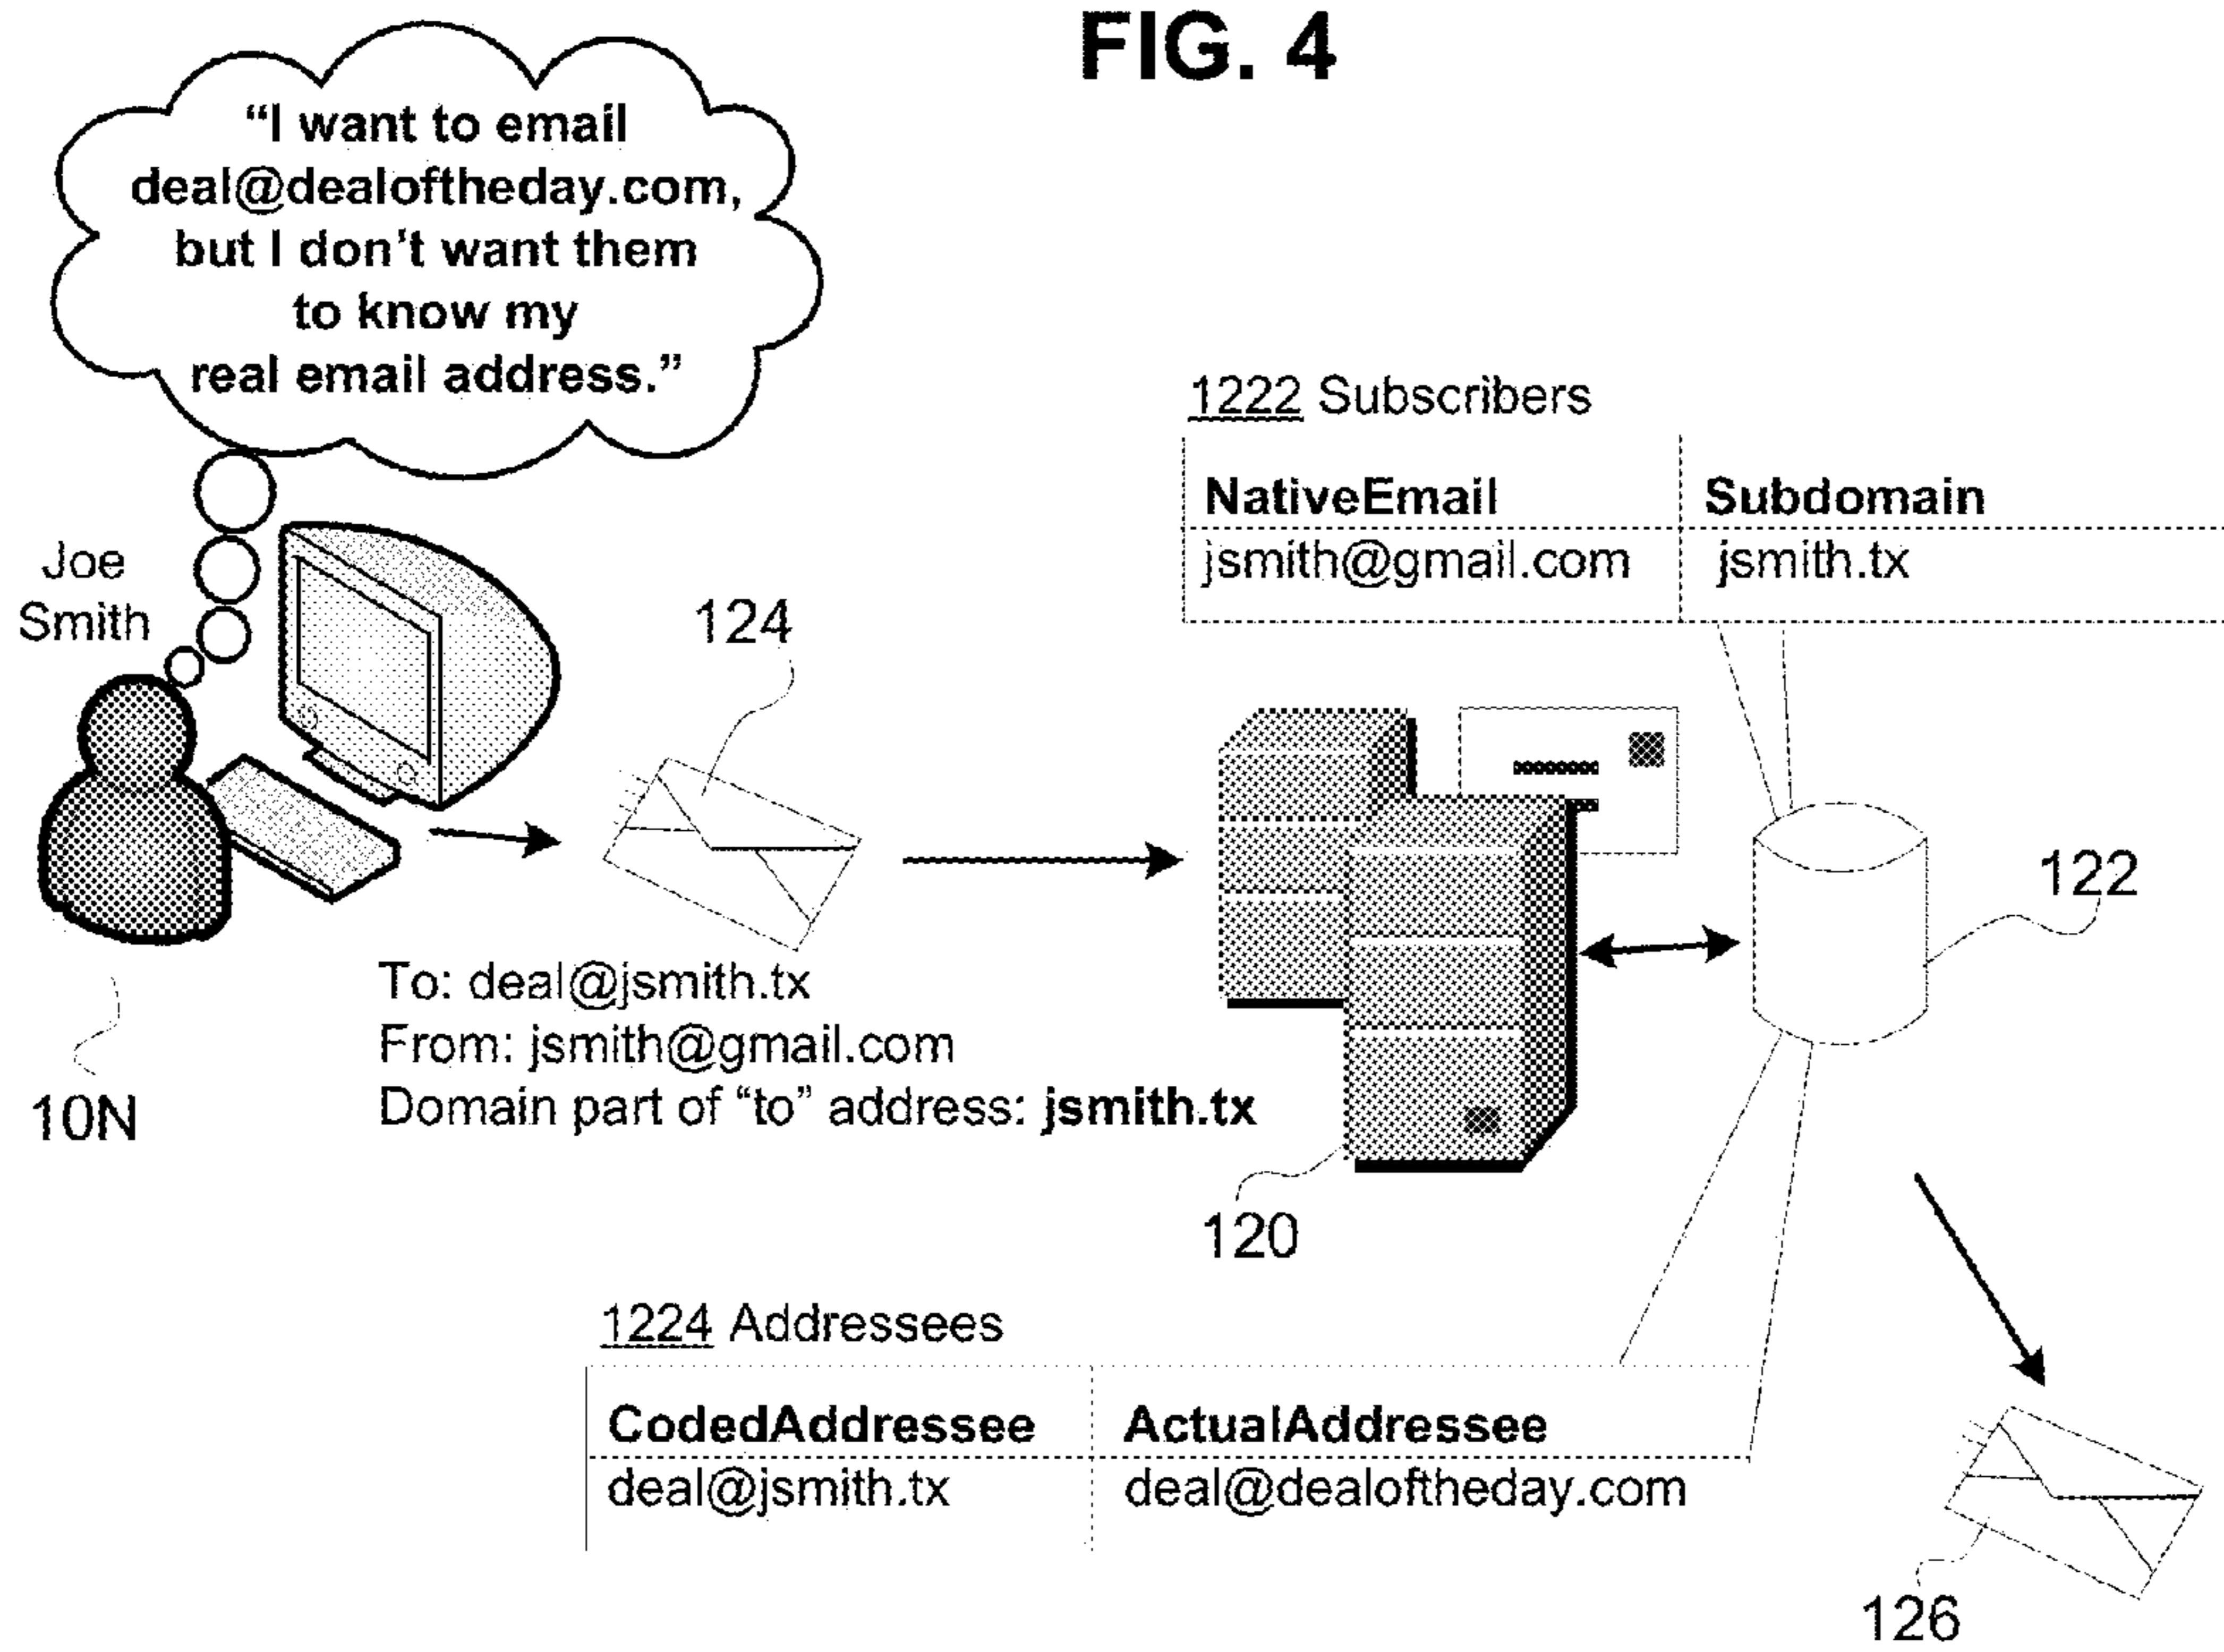 FIG. 4
“I want to email
deal@dealoftheday.com,
but I don’t want them
to know my
real email address.”
Joe
Smith
124
1222 Subscribers
NativeEmail Subdomain
jsmith@gmail.com jsmith.tx
122
To: deal@jsmith.tx
From: jsmith@gmail.com
Domain part of “to” address: jsmith.tx
10N
120
1224 Addressees
CodedAddressee ActualAddressee
deal@jsmith.tx deal@dealoftheday.com
126